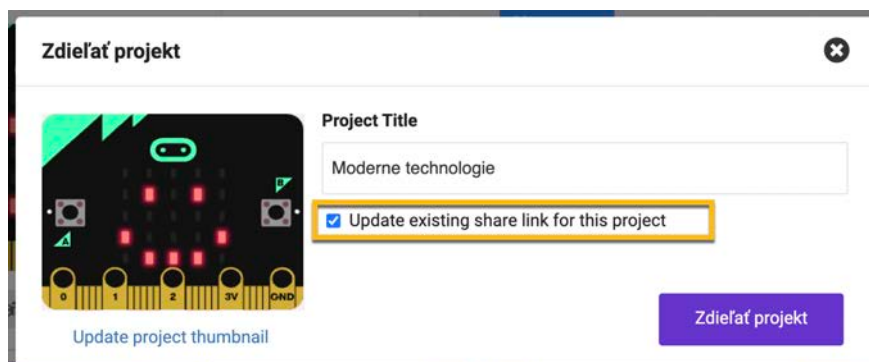 Zdieľať projekt
Project Title
Moderne technologie
Update existing share link for this project
A
B
0 1 2 3V GND
Update project thumbnail
Zdieľať projekt